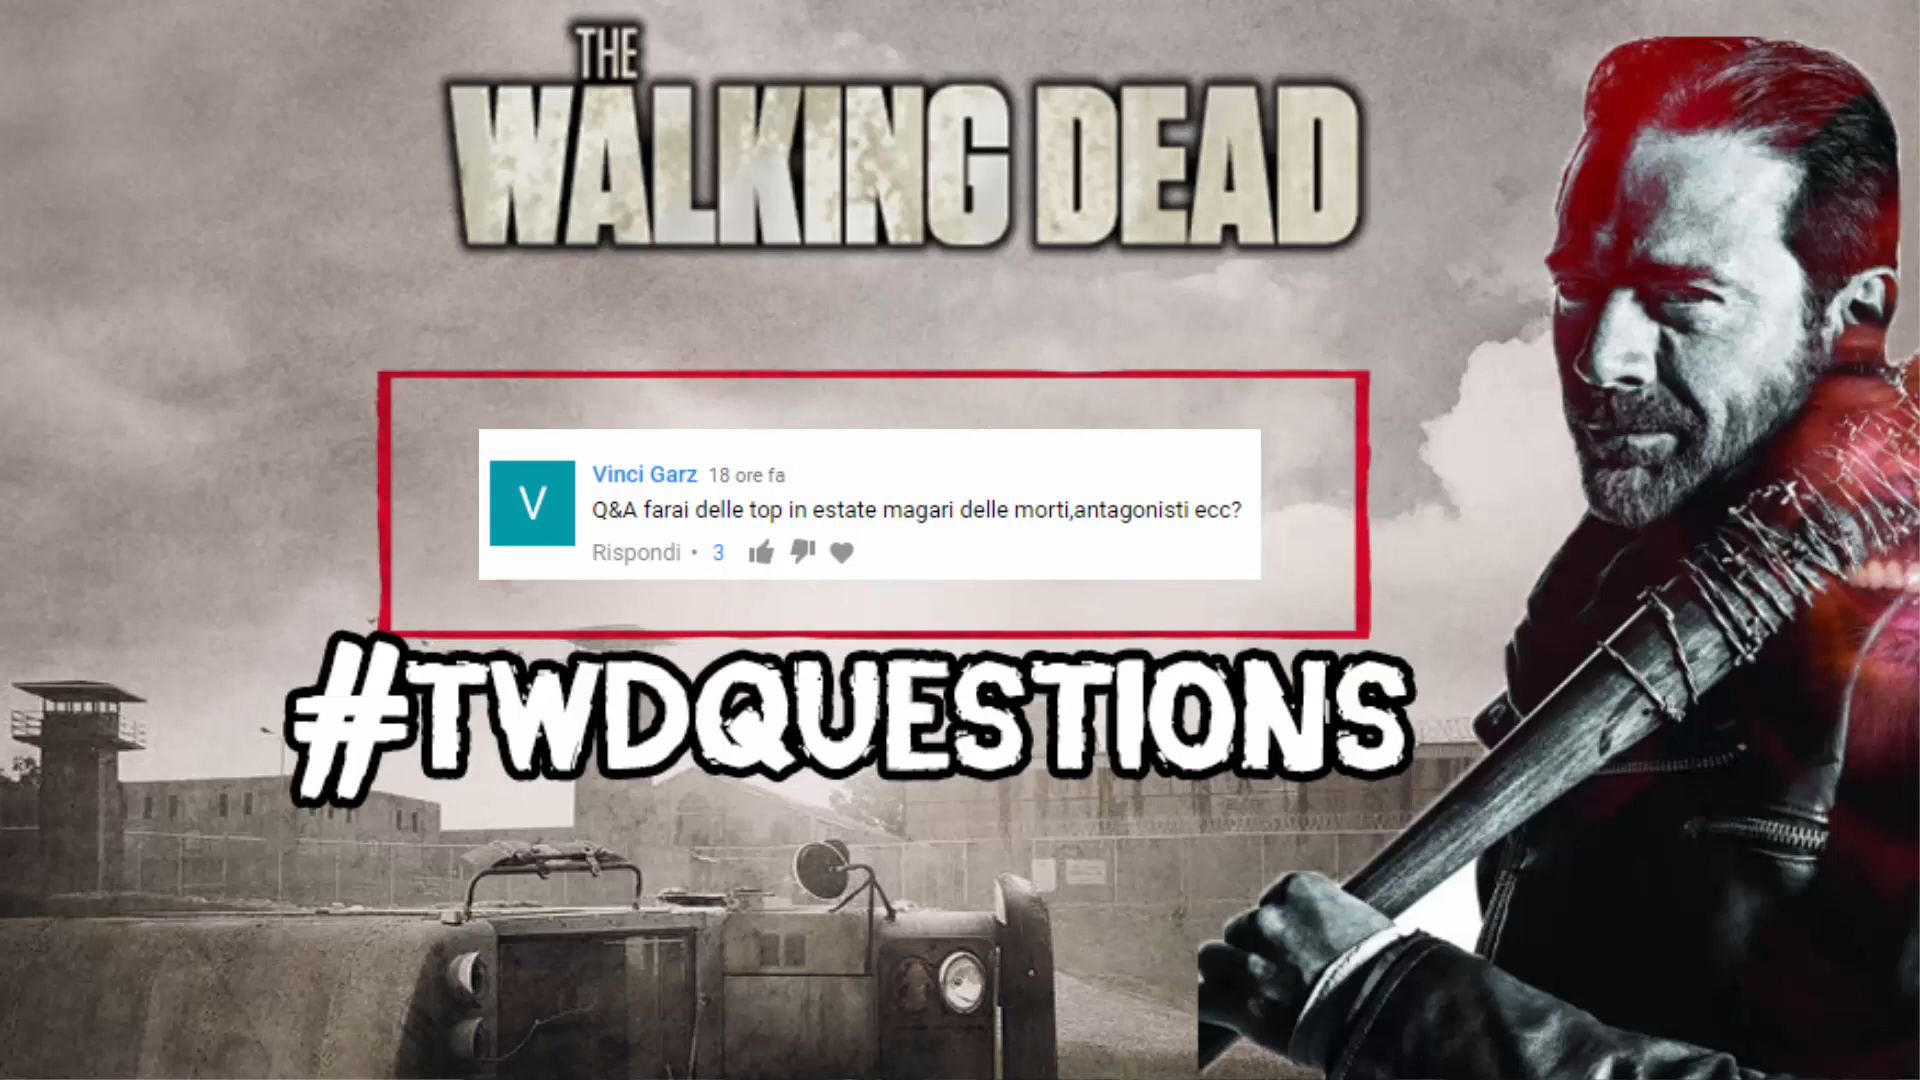 THE
WALKING DEAD
V
Vinci Garz 18 ore fa
Q&A farai delle top in estate magari delle morti,antagonisti ecc?
Rispondi • 3
#TWDQUESTIONS